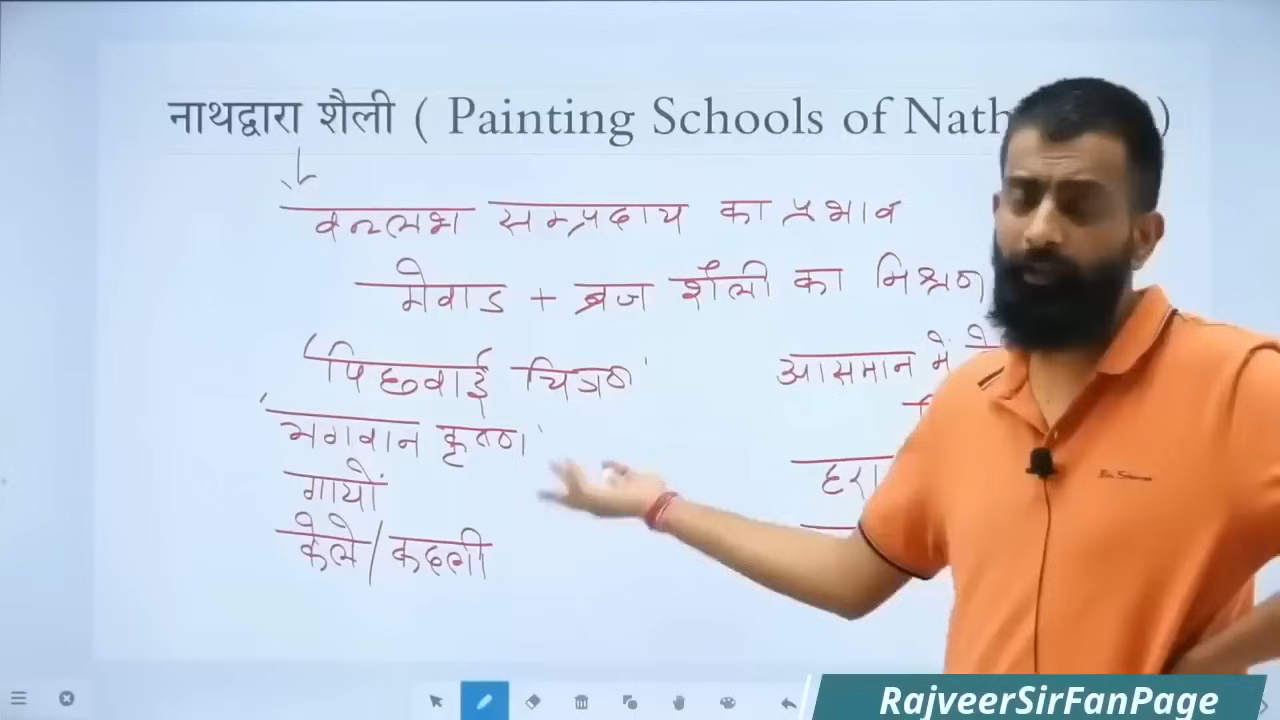 नाथद्वारा शैली ( Painting Schools of Nath )
वल्लभ सम्प्रदाय का प्रभाव
मेवाड + ब्रज शैली का मिश्रण
'पिछवाई चित्रण'
'भगवान कृष्ण'
गायों
केले/कदली
आसमान में
हरा
RajveerSirFanPage